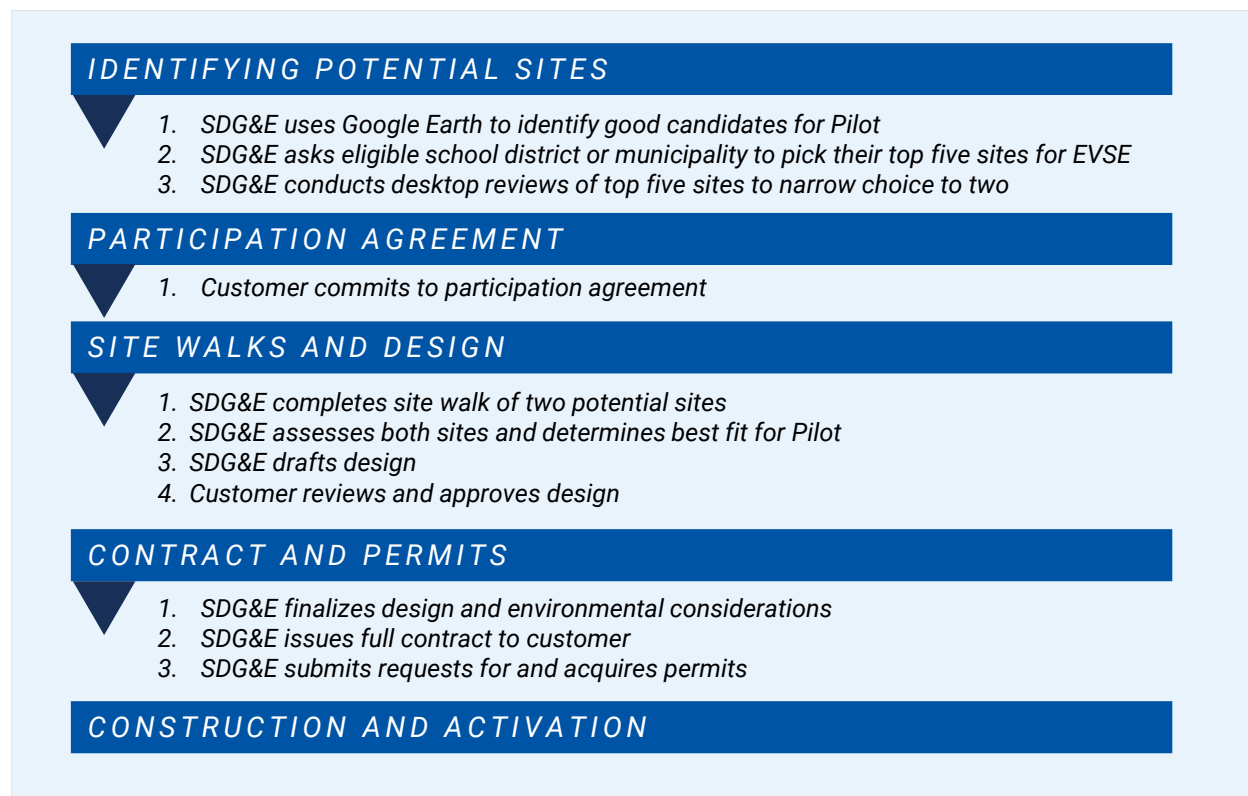 IDENTIFYING POTENTIAL SITES
1. SDG&E uses Google Earth to identify good candidates for Pilot
2. SDG&E asks eligible school district or municipality to pick their top five sites for EVSE
3. SDG&E conducts desktop reviews of top five sites to narrow choice to two
PARTICIPATION AGREEMENT
1. Customer commits to participation agreement
SITE WALKS AND DESIGN
1. SDG&E completes site walk of two potential sites
2. SDG&E assesses both sites and determines best fit for Pilot
3. SDG&E drafts design
4. Customer reviews and approves design
CONTRACT AND PERMITS
1. SDG&E finalizes design and environmental considerations
2. SDG&E issues full contract to customer
3. SDG&E submits requests for and acquires permits
CONSTRUCTION AND ACTIVATION